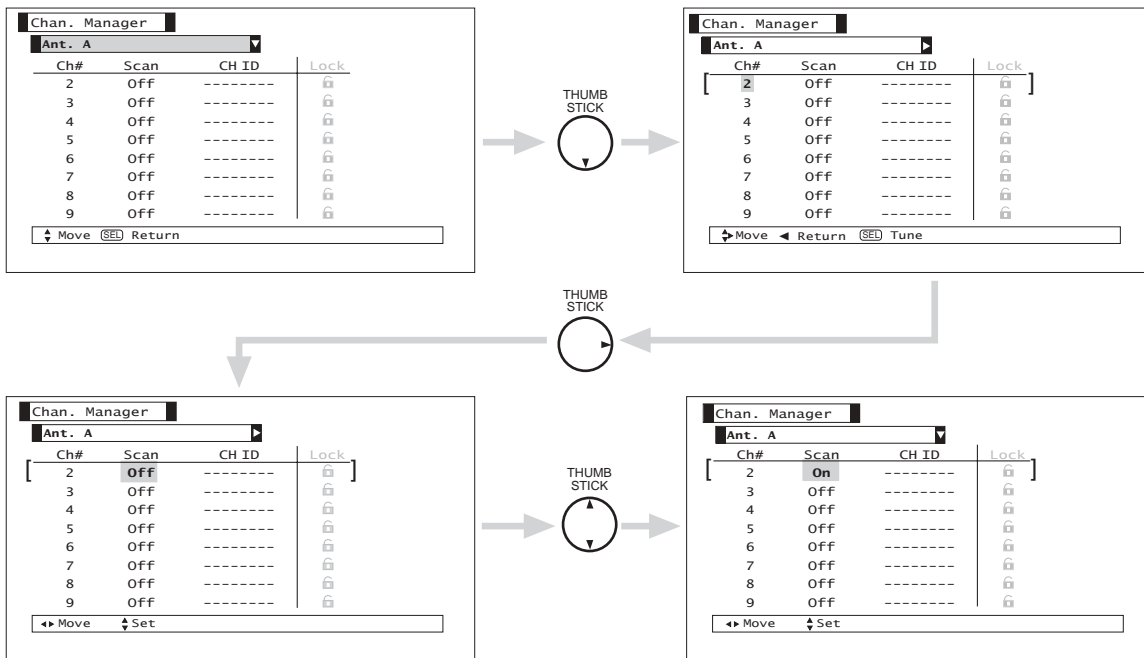 Chan. Manager
Ant. A
Ch# Scan CH ID Lock
2 Off --------
3 Off --------
4 Off --------
5 Off --------
6 Off --------
7 Off --------
8 Off --------
9 Off --------
Move SEL Return
THUMB
STICK
Chan. Manager
Ant. A
Ch# Scan CH ID Lock
2 Off --------
3 Off --------
4 Off --------
5 Off --------
6 Off --------
7 Off --------
8 Off --------
9 Off --------
Move Return SEL Tune
THUMB
STICK
Chan. Manager
Ant. A
Ch# Scan CH ID Lock
2 Off --------
3 Off --------
4 Off --------
5 Off --------
6 Off --------
7 Off --------
8 Off --------
9 Off --------
Move Set
THUMB
STICK
Chan. Manager
Ant. A
Ch# Scan CH ID Lock
2 On --------
3 Off --------
4 Off --------
5 Off --------
6 Off --------
7 Off --------
8 Off --------
9 Off --------
Move Set